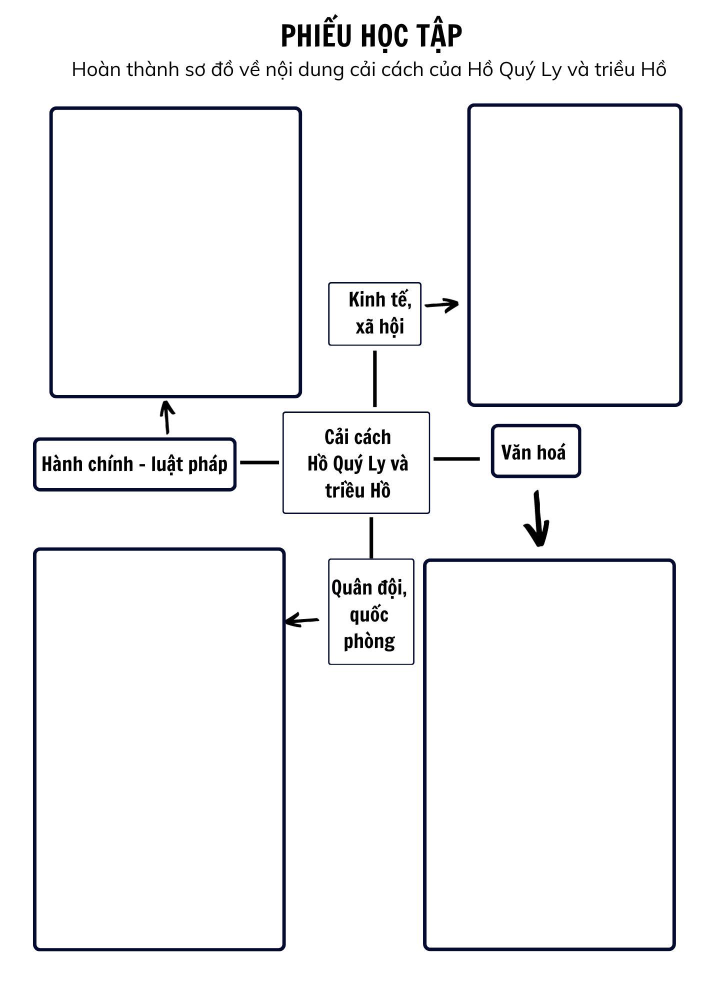 PHIẾU HỌC TẬP
Hoàn thành sơ đồ về nội dung cải cách của Hồ Quý Ly và triều Hồ
Kinh tế,
xã hội
Hành chính - luật pháp
Cải cách
Hồ Quý Ly và
triều Hồ
Văn hoá
Quân đội,
quốc
phòng